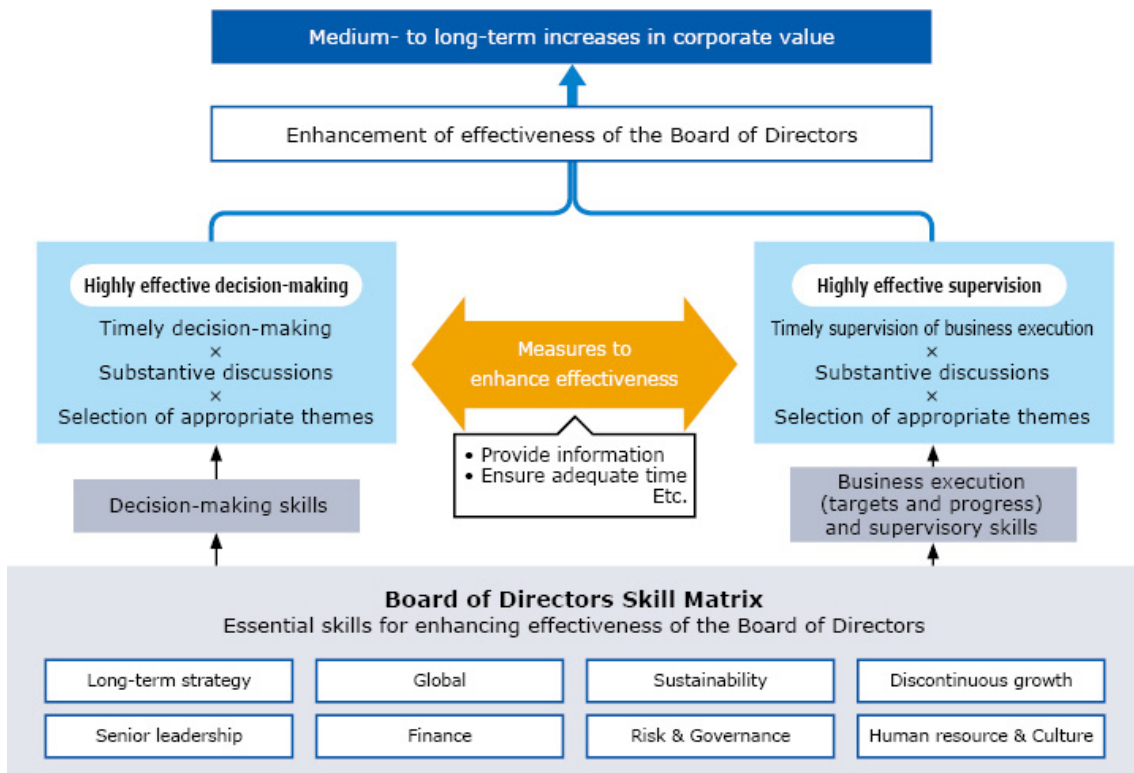 Medium- to long-term increases in corporate value
Enhancement of effectiveness of the Board of Directors
Highly effective decision-making
Timely decision-making
×
Substantive discussions
×
Selection of appropriate themes
Measures to
enhance effectiveness
• Provide information
• Ensure adequate time
Etc.
Highly effective supervision
Timely supervision of business execution
×
Substantive discussions
×
Selection of appropriate themes
Decision-making skills
Business execution
(targets and progress)
and supervisory skills
Board of Directors Skill Matrix
Essential skills for enhancing effectiveness of the Board of Directors
Long-term strategy
Global
Sustainability
Discontinuous growth
Senior leadership
Finance
Risk & Governance
Human resource & Culture